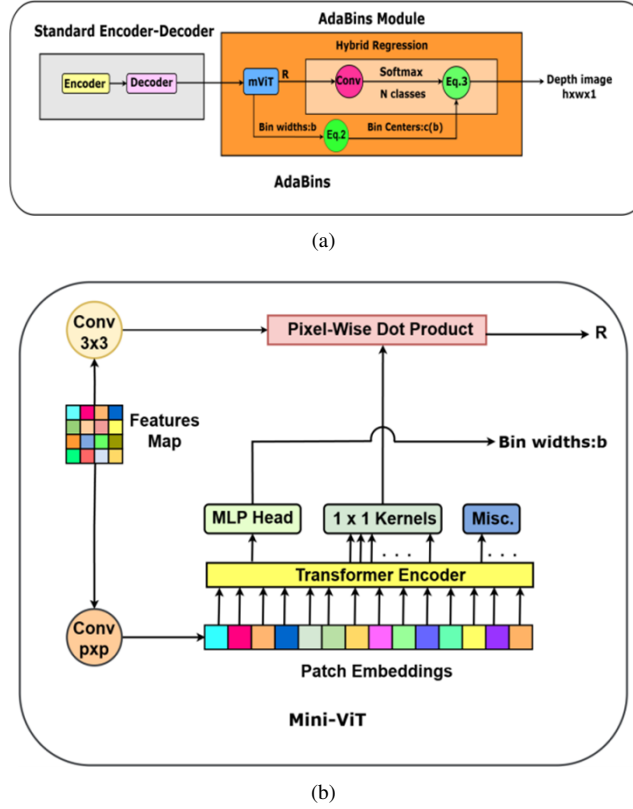 AdaBins Module
Standard Encoder-Decoder
Hybrid Regression
Encoder
Decoder
mViT
R
Conv
Softmax
N classes
Eq.3
Depth image
hxwx1
Bin widths:b
Eq.2
Bin Centers:c(b)
AdaBins
(a)
Conv
3x3
Pixel-Wise Dot Product
R
Features
Map
Bin widths:b
MLP Head
1 x 1 Kernels
Misc.
. . .
. . .
Transformer Encoder
Conv
pxp
Patch Embeddings
Mini-ViT
(b)